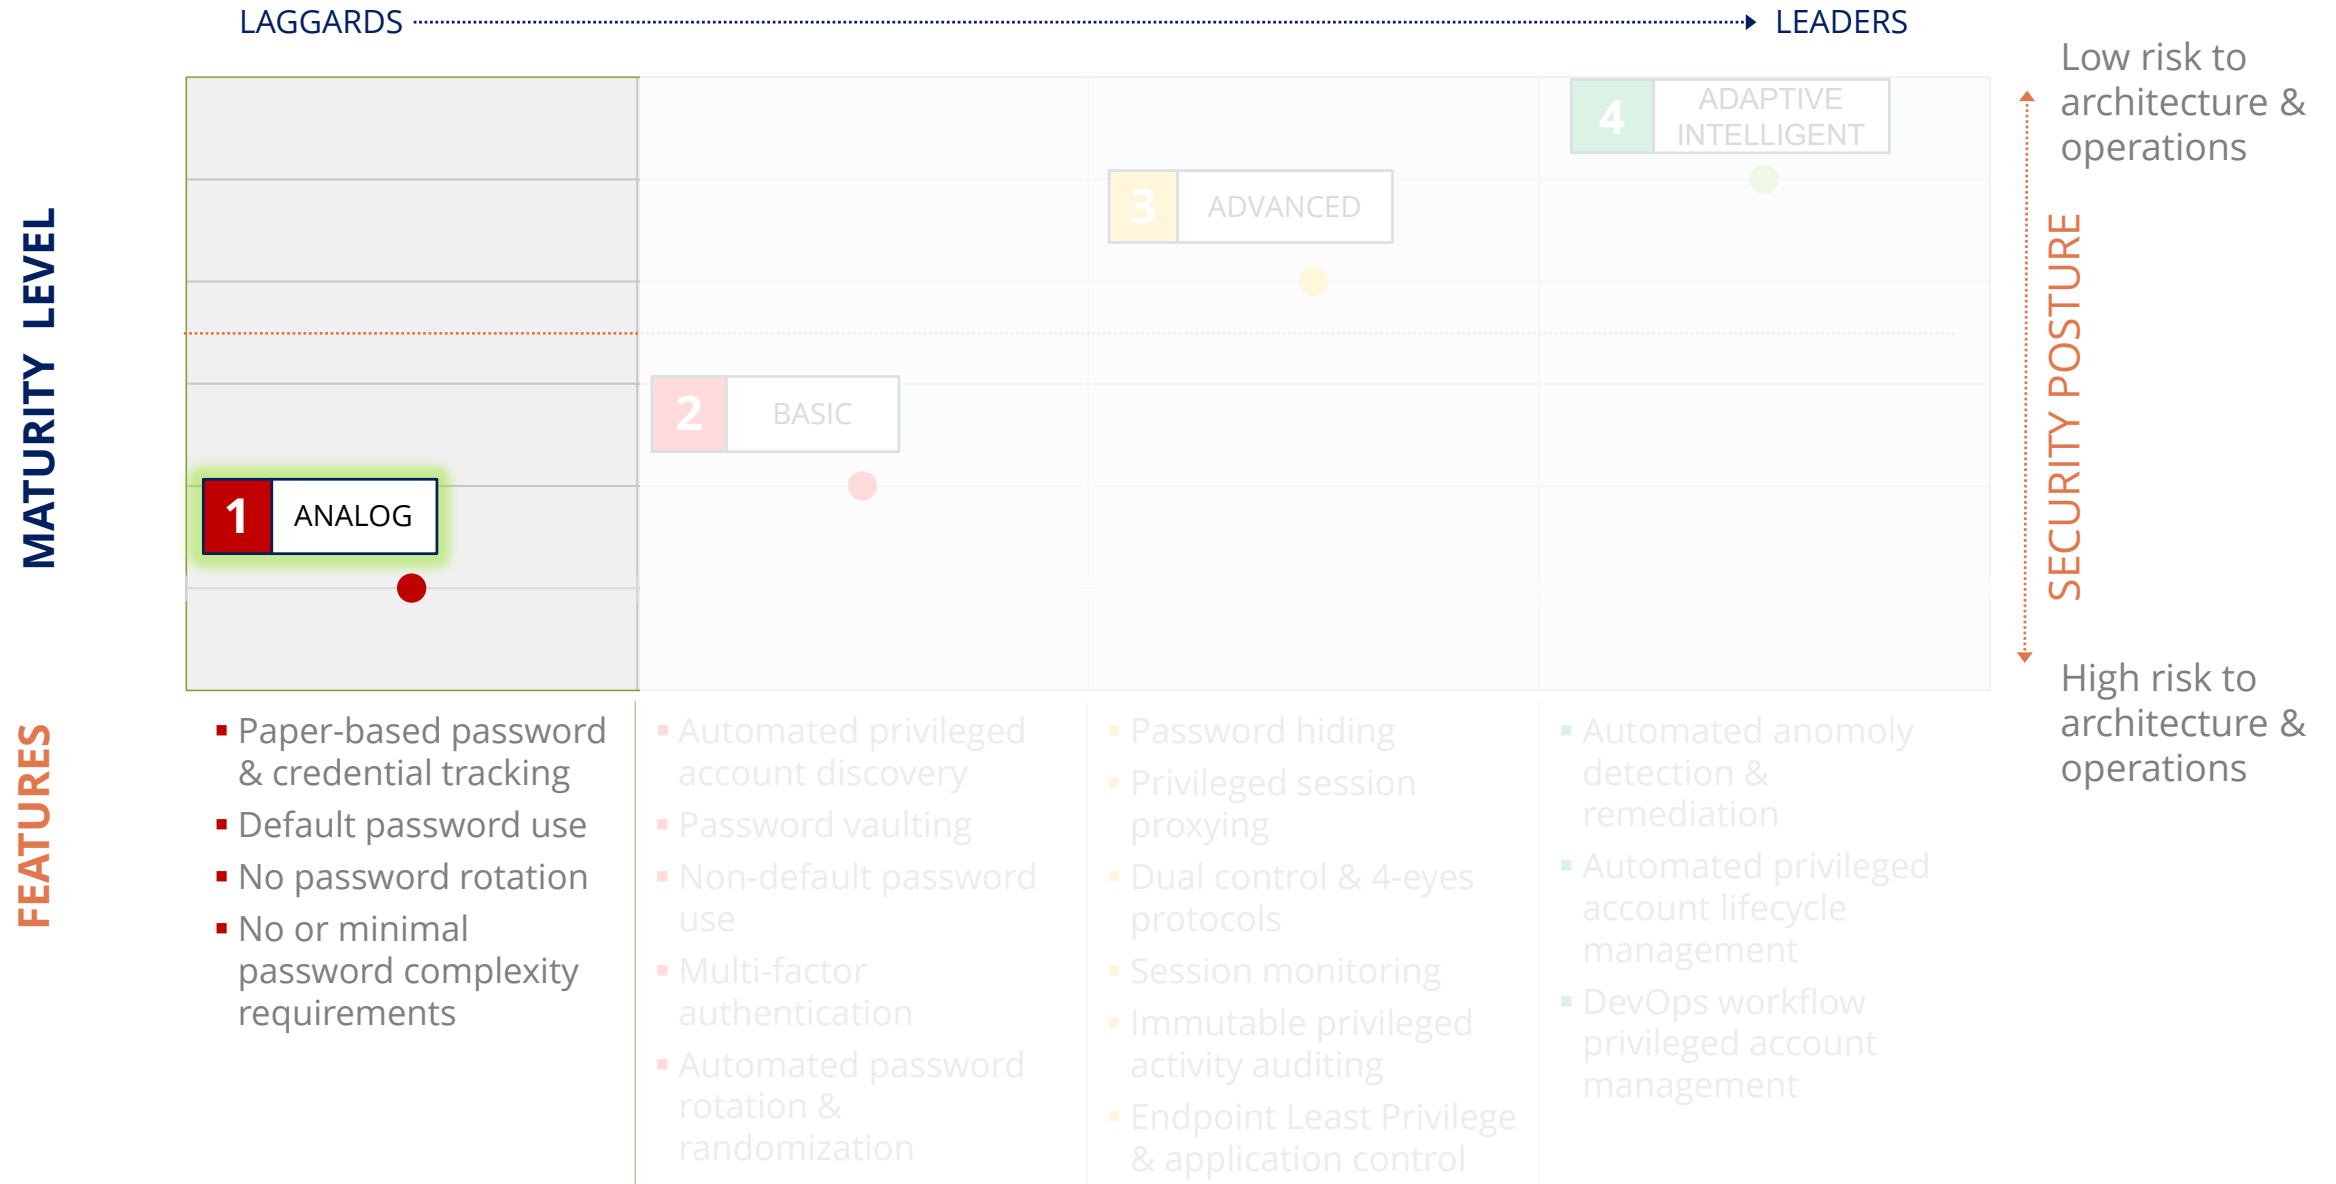 LAGGARDS
LEADERS
Low risk to
architecture &
operations
4
ADAPTIVE
INTELLIGENT
3
ADVANCED
MATURITY LEVEL
SECURITY POSTURE
2
BASIC
1
ANALOG
High risk to
architecture &
operations
FEATURES
▪ Paper-based password
& credential tracking
▪ Default password use
▪ No password rotation
▪ No or minimal
password complexity
requirements
▪ Automated privileged
account discovery
▪ Password vaulting
▪ Non-default password
use
▪ Multi-factor
authentication
▪ Automated password
rotation &
randomization
▪ Password hiding
▪ Privileged session
proxying
▪ Dual control & 4-eyes
protocols
▪ Session monitoring
▪ Immutable privileged
activity auditing
▪ Endpoint Least Privilege
& application control
▪ Automated anomoly
detection &
remediation
▪ Automated privileged
account lifecycle
management
▪ DevOps workflow
privileged account
management